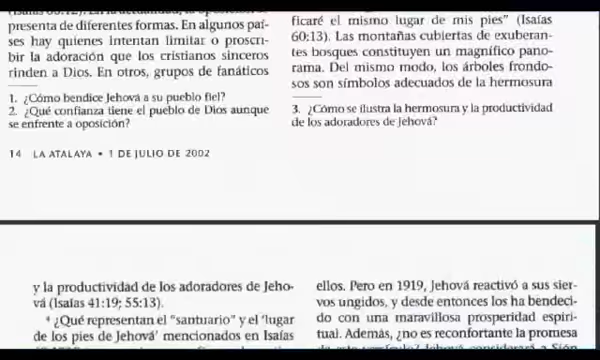 presenta de diferentes formas. En algunos paí-
ses hay quienes intentan limitar o proscri-
bir la adoración que los cristianos sinceros
rinden a Dios. En otros, grupos de fanáticos
1. ¿Cómo bendice Jehová a su pueblo fiel?
2. ¿Qué confianza tiene el pueblo de Dios aunque
se enfrente a oposición?
ficaré el mismo lugar de mis pies” (Isaías
60:13). Las montañas cubiertas de exuberan-
tes bosques constituyen un magnífico pano-
rama. Del mismo modo, los árboles frondo-
sos son símbolos adecuados de la hermosura
3. ¿Cómo se ilustra la hermosura y la productividad
de los adoradores de Jehová?
14 LA ATALAYA • 1 DE JULIO DE 2002
y la productividad de los adoradores de Jeho-
vá (Isaías 41:19; 55:13).
4 ¿Qué representan el “santuario” y el ‘lugar
de los pies de Jehová’ mencionados en Isaías
ellos. Pero en 1919, Jehová reactivó a sus sier-
vos ungidos, y desde entonces los ha bendeci-
do con una maravillosa prosperidad espiri-
tual. Además, ¿no es reconfortante la promesa